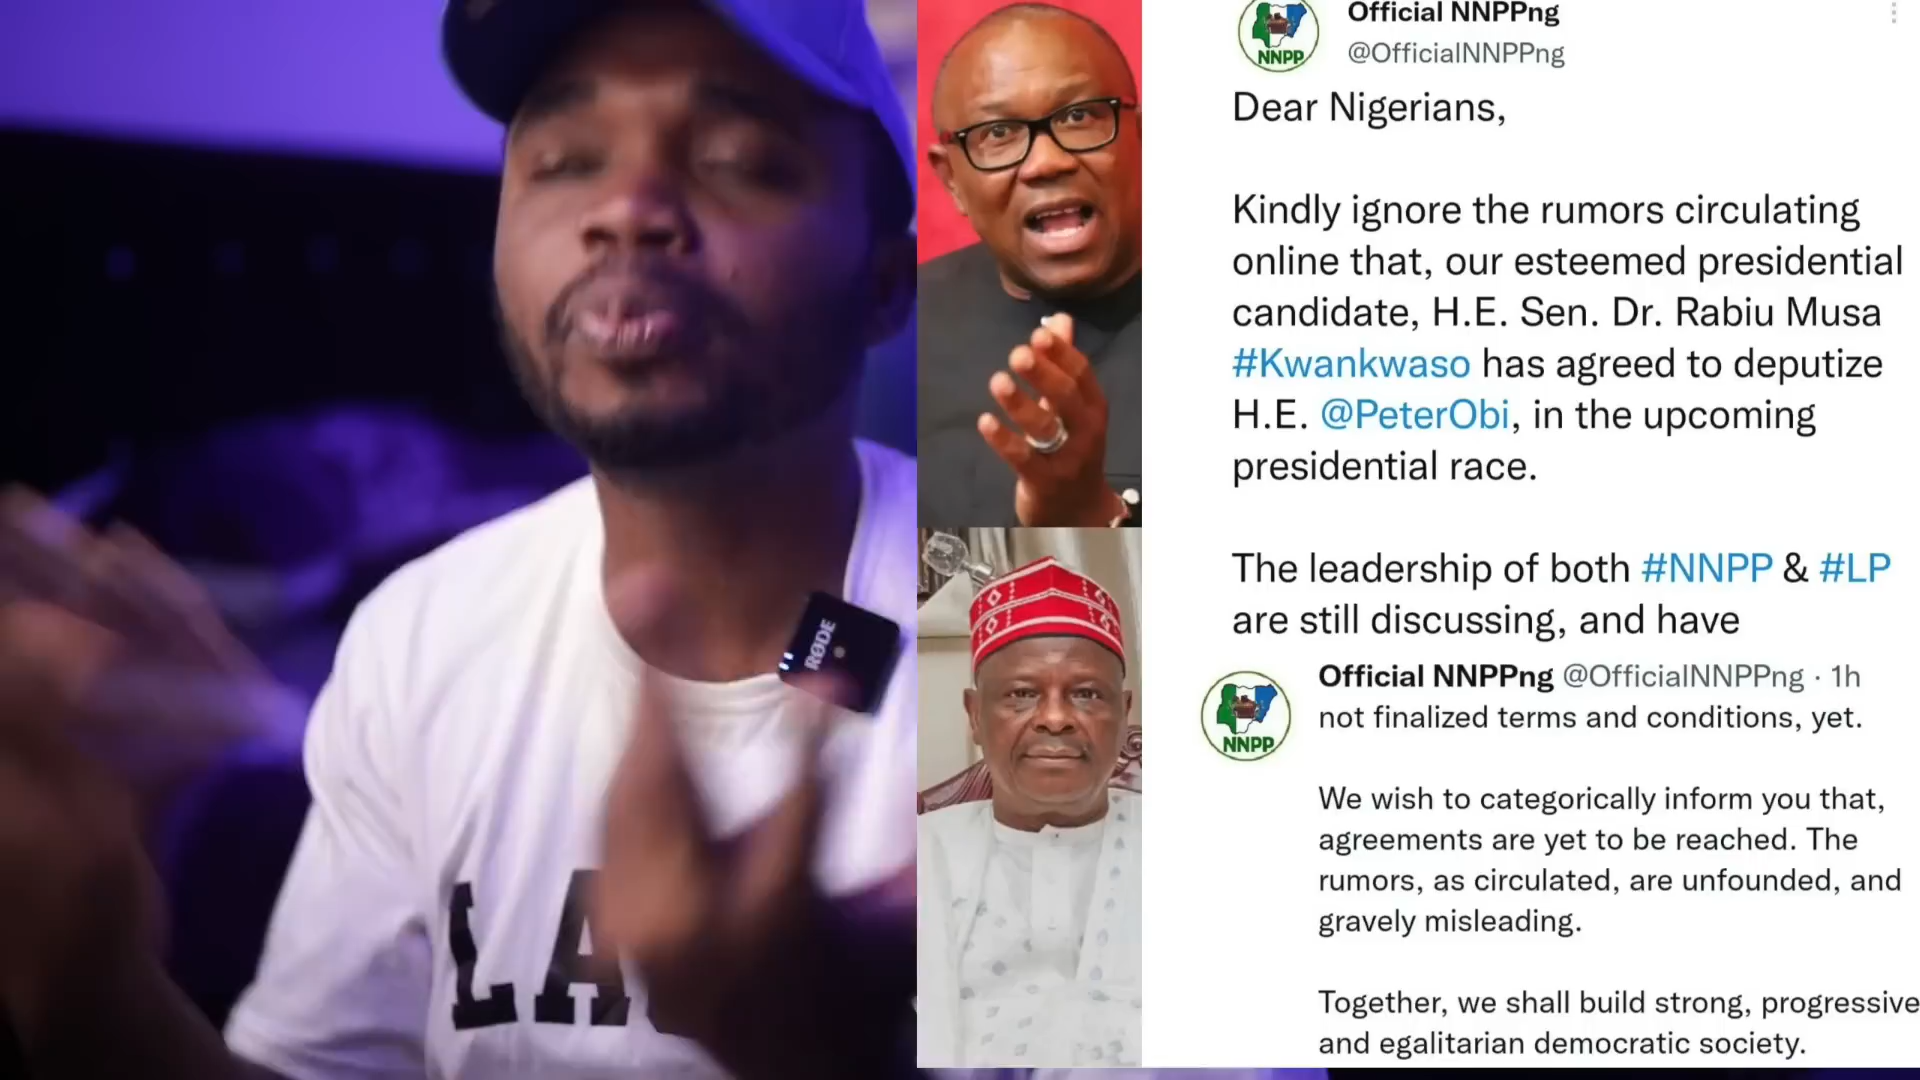 Official NNPPng
@OfficialNNPPng
NNPP
Dear Nigerians,
Kindly ignore the rumors circulating
online that, our esteemed presidential
candidate, H.E. Sen. Dr. Rabiu Musa
#Kwankwaso has agreed to deputize
H.E. @PeterObi, in the upcoming
presidential race.
The leadership of both #NNPP & #LP
are still discussing, and have
Official NNPPng @OfficialNNPPng · 1h
NNPP
not finalized terms and conditions, yet.
We wish to categorically inform you that,
agreements are yet to be reached. The
rumors, as circulated, are unfounded, and
gravely misleading.
Together, we shall build strong, progressive
and egalitarian democratic society.
RØDE
LA